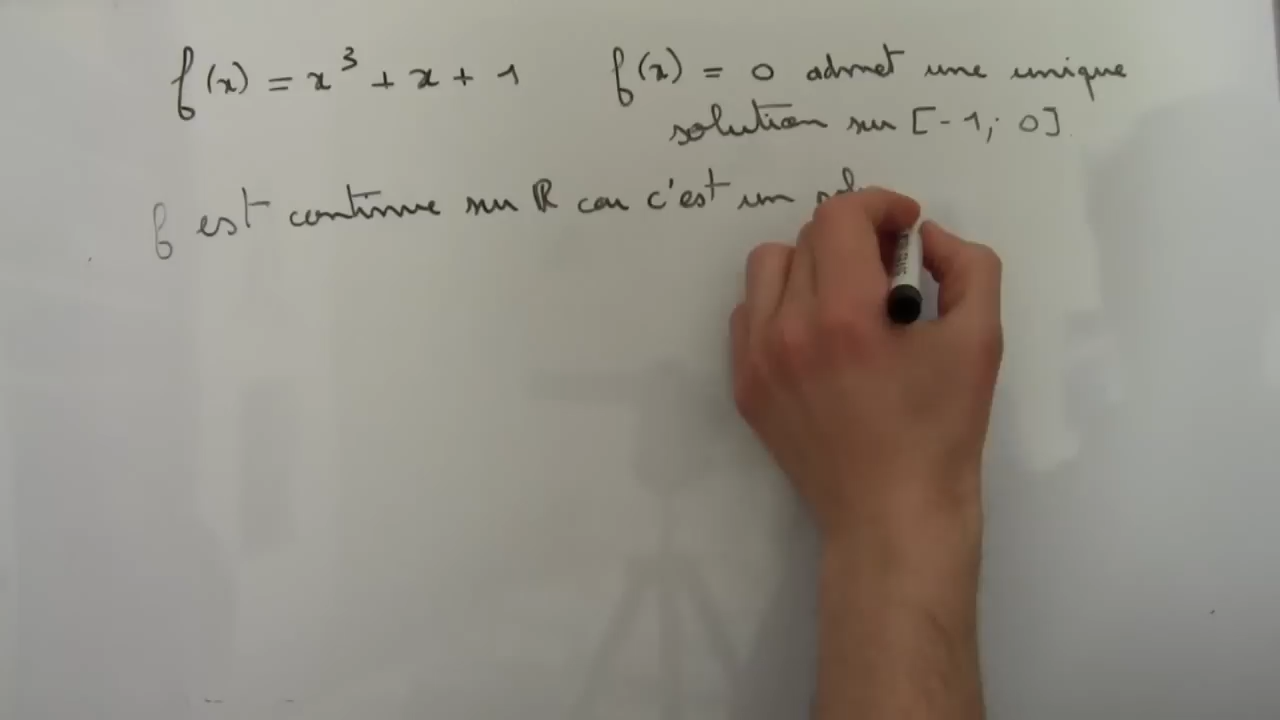 f(x) = x³ + x + 1
f(x) = 0 admet une unique
solution sur [-1; 0]
f est continue sur ℝ car c'est un